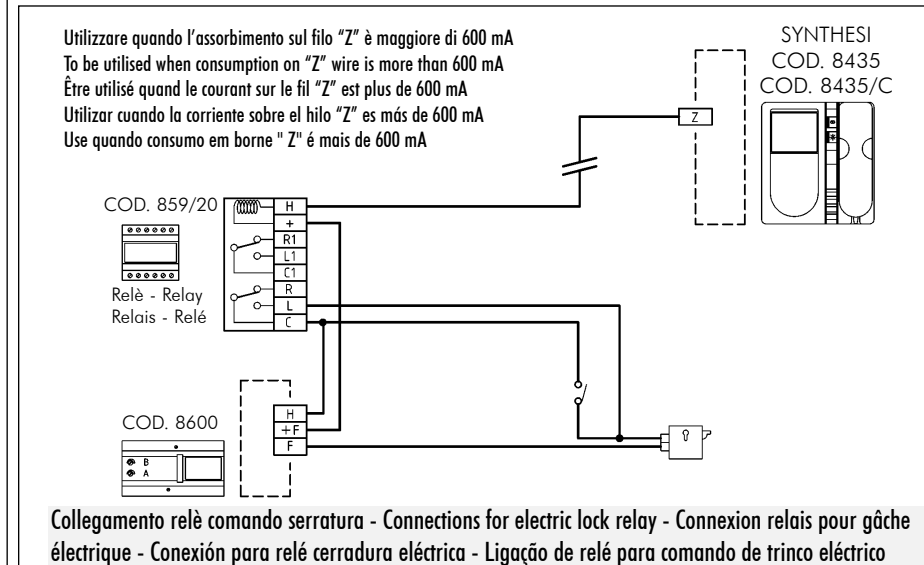 Utilizzare quando l'assorbimento sul filo "Z" è maggiore di 600 mA
To be utilised when consumption on "Z" wire is more than 600 mA
Être utilisé quand le courant sur le fil "Z" est plus de 600 mA
Utilizar cuando la corriente sobre el hilo "Z" es más de 600 mA
Use quando consumo em borne " Z" é mais de 600 mA
SYNTHESI
COD. 8435
COD. 8435/C
Z
COD. 859/20
H
+
R1
L1
C1
R
L
C
Relè - Relay
Relais - Relé
COD. 8600
B
A
H
+F
F
Collegamento relè comando serratura - Connections for electric lock relay - Connexion relais pour gâche
électrique - Conexión para relé cerradura eléctrica - Ligação de relé para comando de trinco eléctrico